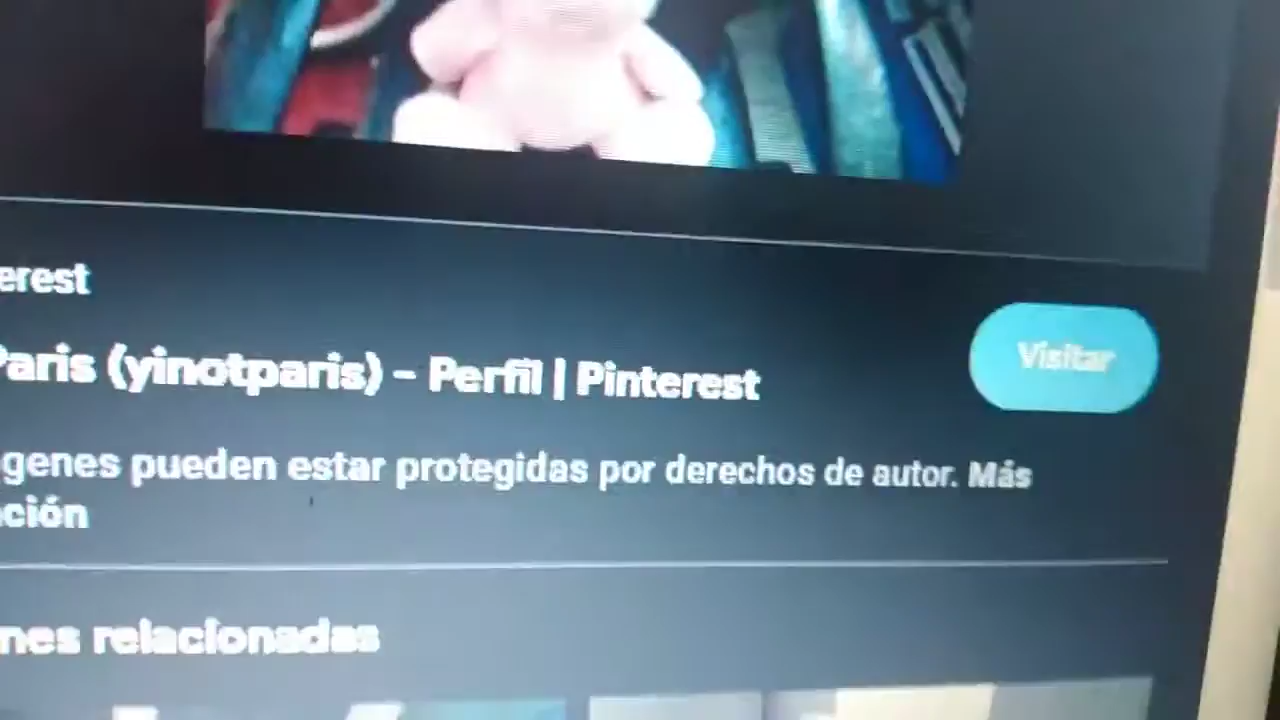 erest
Paris (yinotparis) - Perfil | Pinterest
Visitar
genes pueden estar protegidas por derechos de autor. Más
ción
nes relacionadas